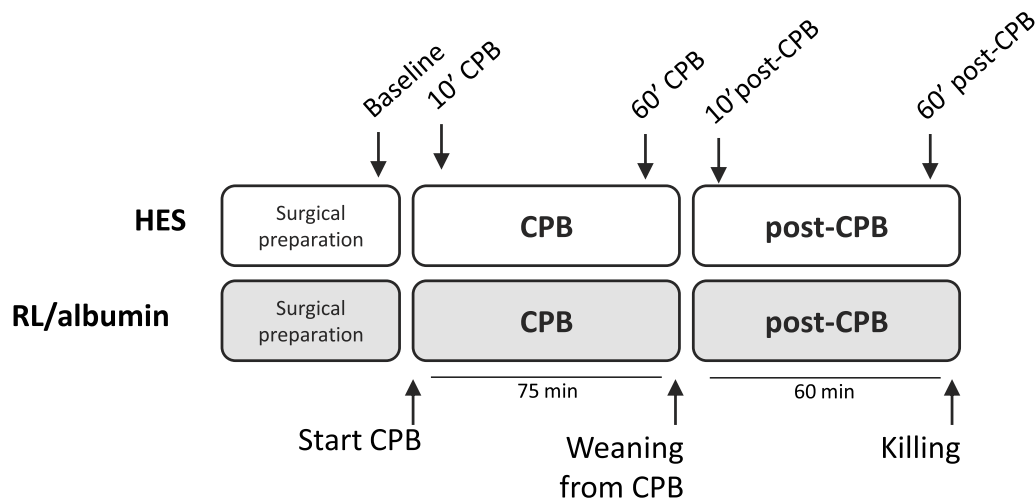 Baseline
10’ CPB
60’ CPB
10’post-CPB
60’ post-CPB
HES
Surgical
preparation
CPB
post-CPB
RL/albumin
Surgical
preparation
CPB
post-CPB
75 min
60 min
Start CPB
Weaning
from CPB
Killing